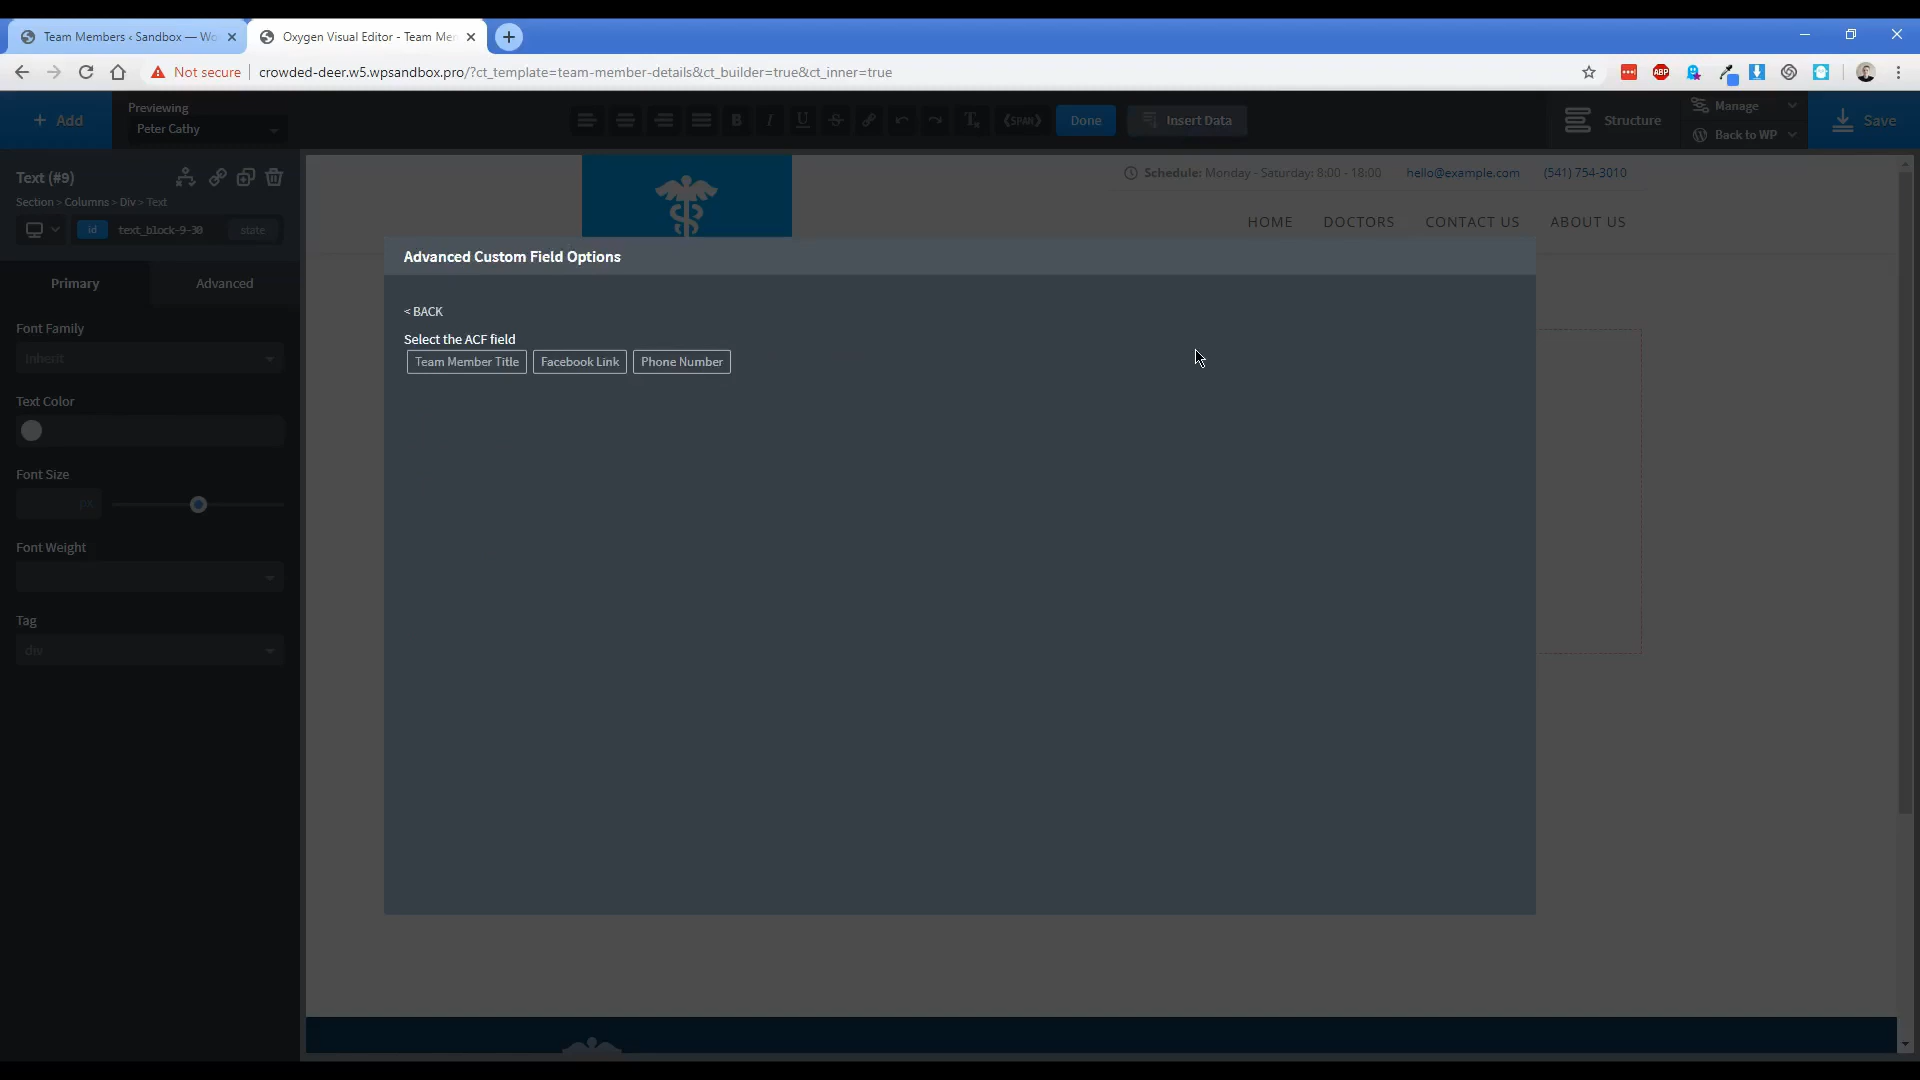 Team Members ‹ Sandbox — Wo
Oxygen Visual Editor - Team Me
Not secure
crowded-deer.w5.wpsandbox.pro/?ct_template=team-member-details&ct_builder=true&ct_inner=true
ABP
+ Add
Previewing
Peter Cathy
B I U S
<SPAN>
Done
Insert Data
Structure
Manage
Back to WP
Save
Text (#9)
Section > Columns > Div > Text
id
text_block-9-30
state
Primary
Advanced
Font Family
Inherit
Text Color
Font Size
px
Font Weight
Tag
div
Schedule: Monday - Saturday: 8:00 - 18:00
hello@example.com
(541) 754-3010
HOME
DOCTORS
CONTACT US
ABOUT US
Advanced Custom Field Options
< BACK
Select the ACF field
Team Member Title
Facebook Link
Phone Number